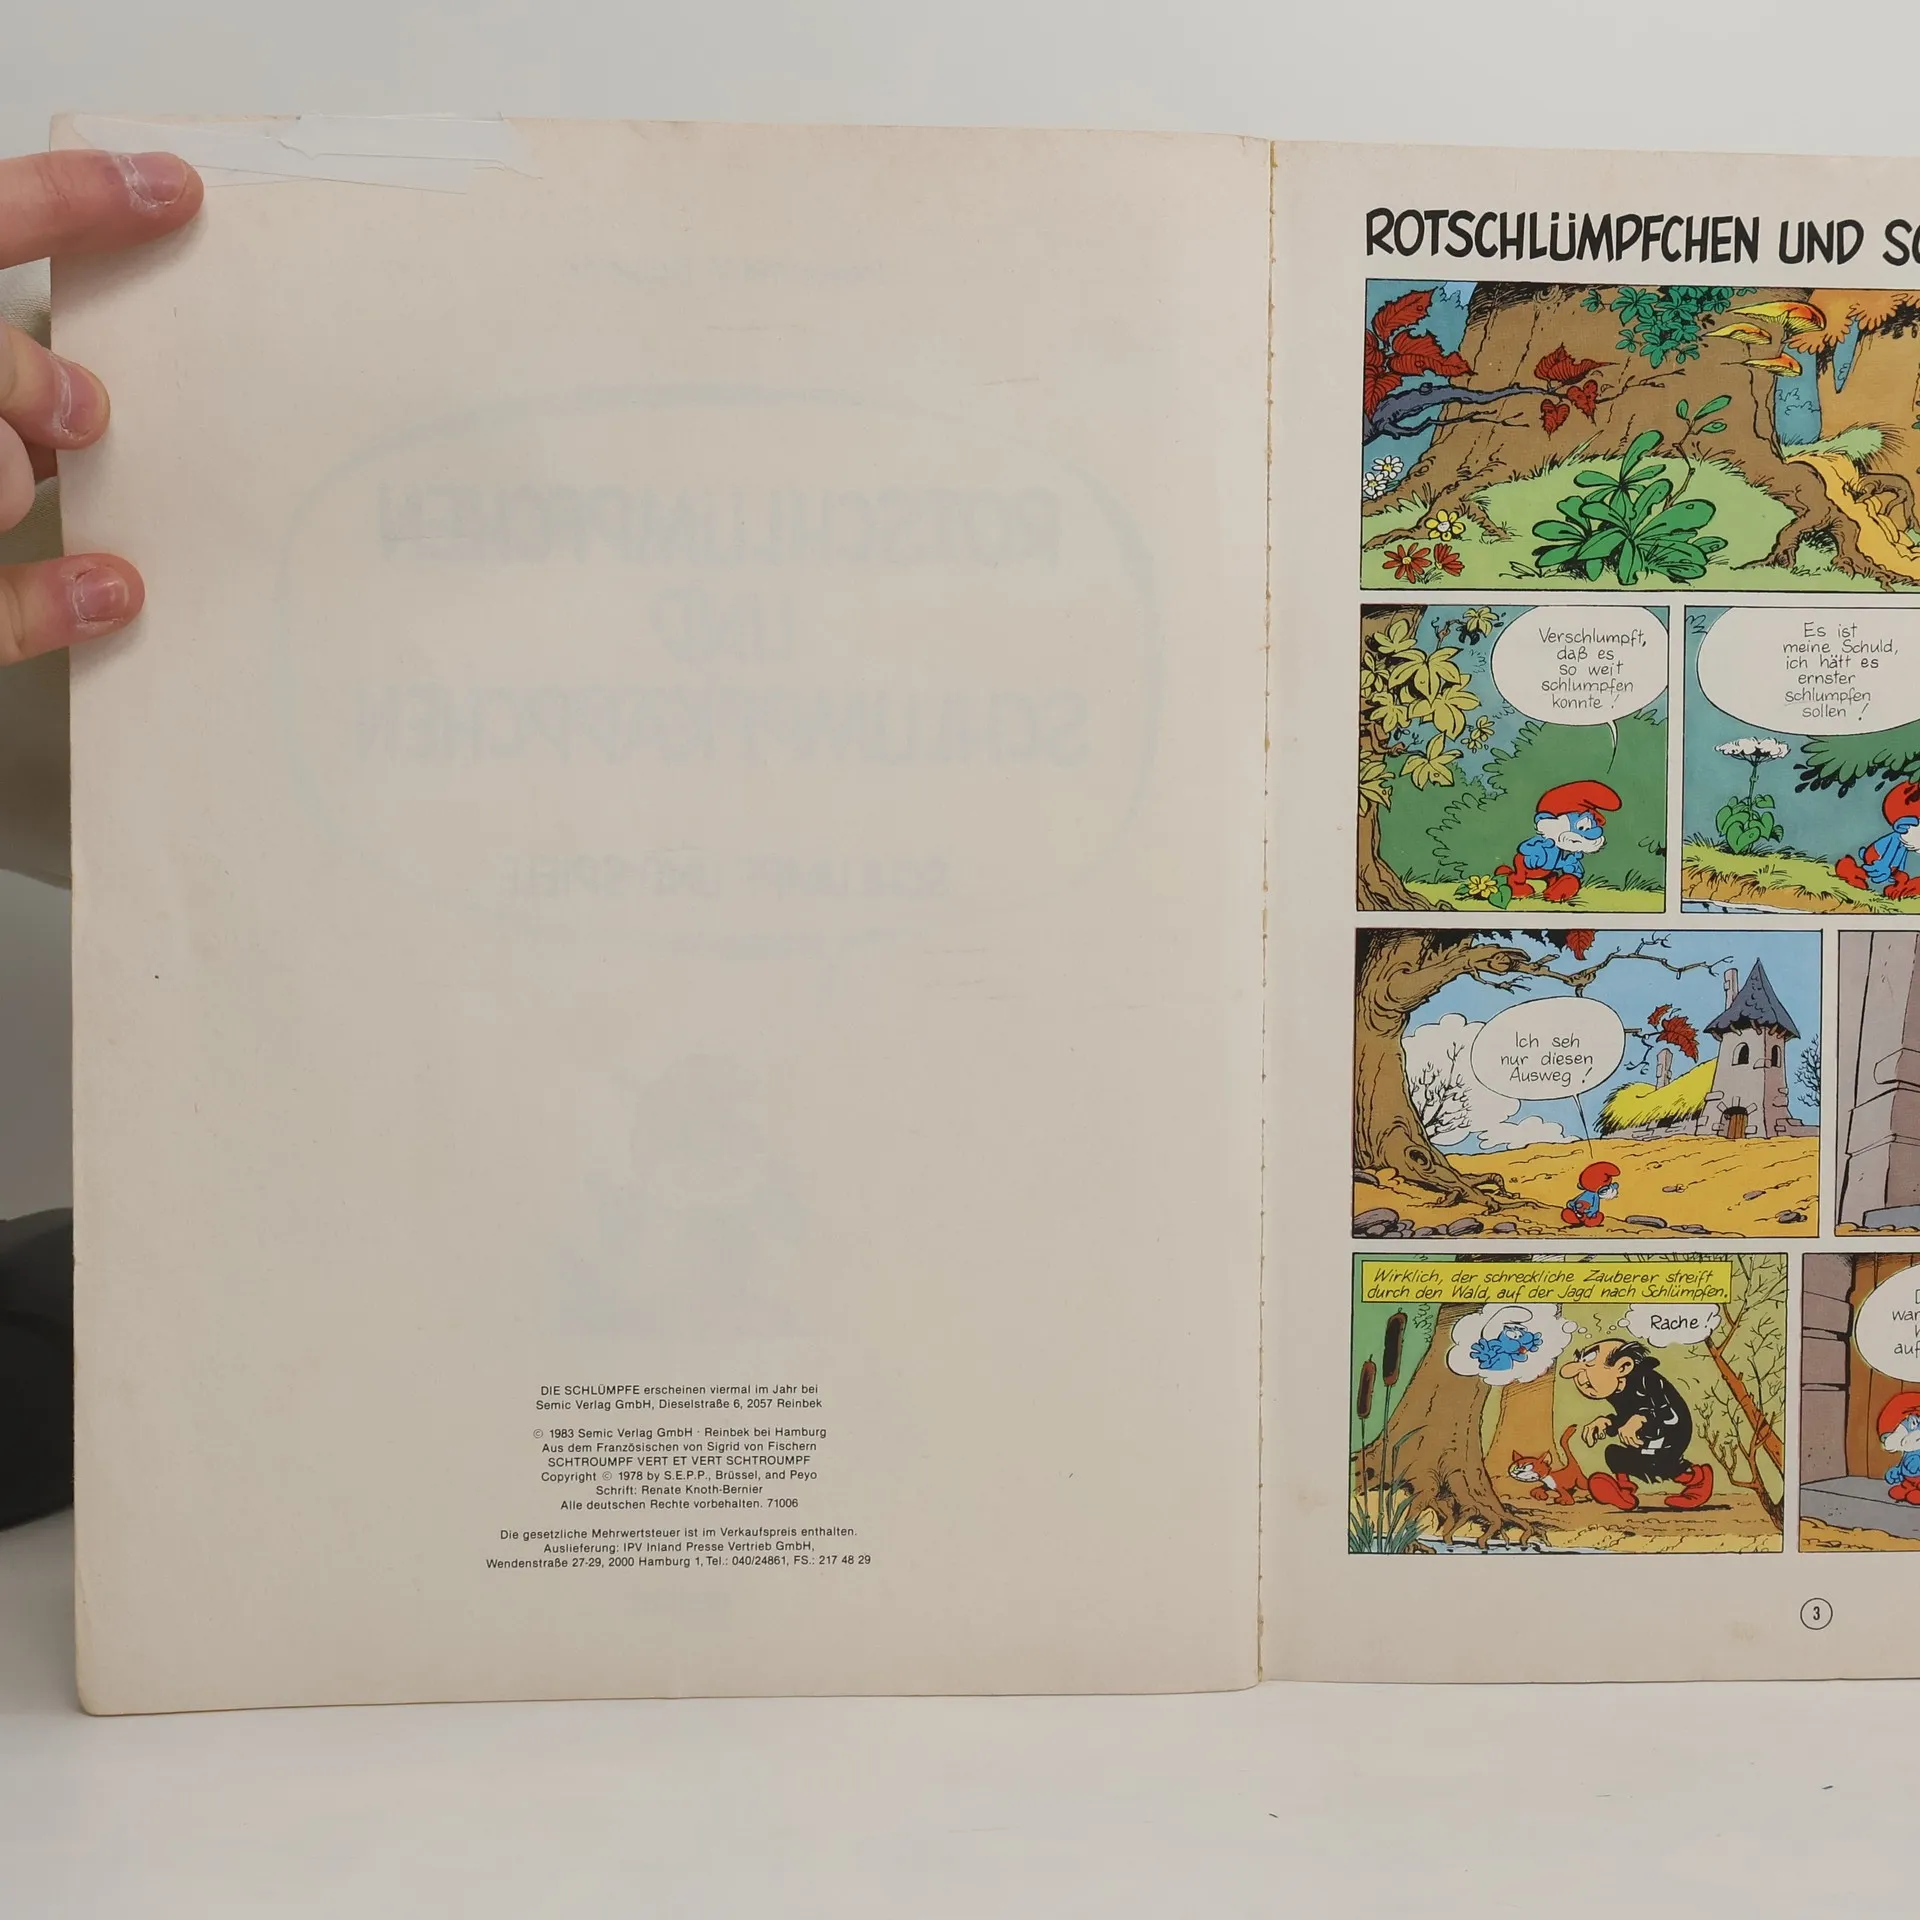 DIE SCHLÜMPFE erscheinen viermal im Jahr bei
Semic Verlag GmbH, Dieselstraße 6, 2057 Reinbek
© 1983 Semic Verlag GmbH · Reinbek bei Hamburg
Aus dem Französischen von Sigrid von Fischern
SCHTROUMPF VERT ET VERT SCHTROUMPF
Copyright © 1978 by S.E.P.P., Brüssel, and Peyo
Schrift: Renate Knoth-Bernier
Alle deutschen Rechte vorbehalten. 71006
Die gesetzliche Mehrwertsteuer ist im Verkaufspreis enthalten.
Auslieferung: IPV Inland Presse Vertrieb GmbH,
Wendenstraße 27-29, 2000 Hamburg 1, Tel.: 040/24861, FS.: 217 48 29
ROTSCHLÜMPFCHEN UND
Verschlumpft,
daß es
so weit
schlumpfen
konnte !
Es ist
meine Schuld,
ich hätt es
ernster
schlumpfen
sollen !
Ich seh
nur diesen
Ausweg !
Wirklich, der schreckliche Zauberer streift
durch den Wald, auf der Jagd nach Schlümpfen.
Rache !
3